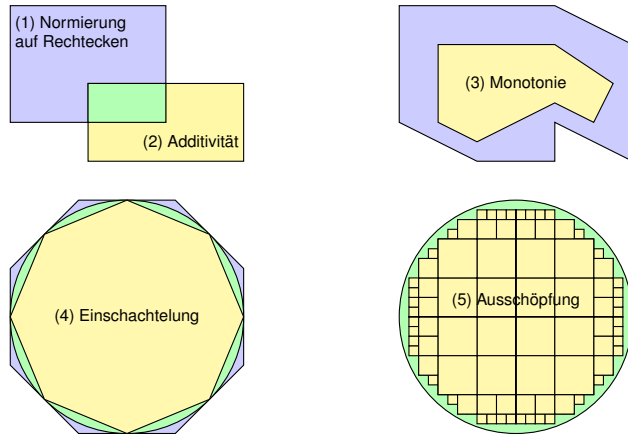 (1) Normierung
auf Rechtecken
(2) Additivität
(3) Monotonie
(4) Einschachtelung
(5) Ausschöpfung